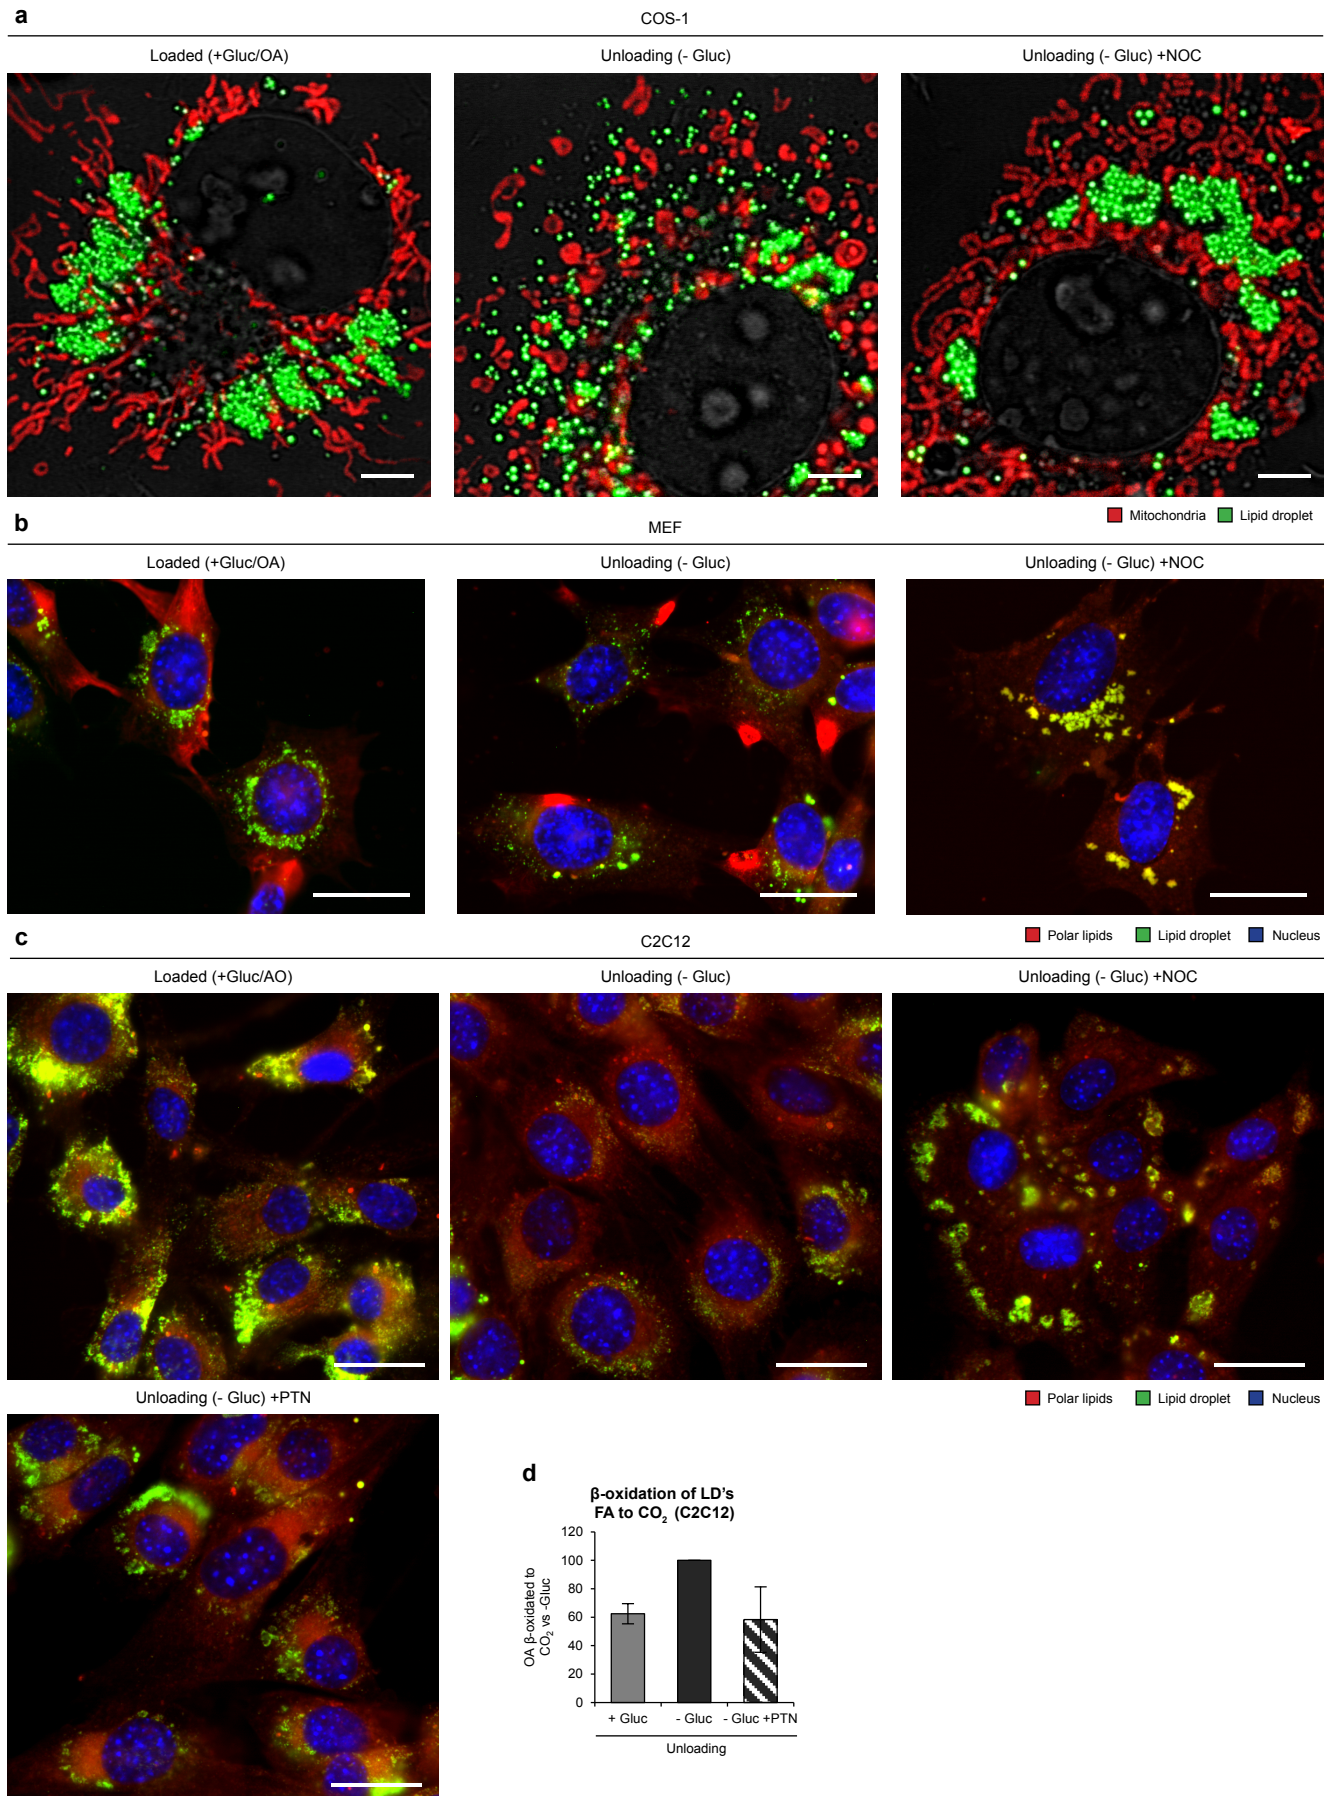 a
COS-1
Loaded (+Gluc/OA)
Unloading (- Gluc)
Unloading (- Gluc) +NOC
Mitochondria
Lipid droplet
b
MEF
Loaded (+Gluc/OA)
Unloading (- Gluc)
Unloading (- Gluc) +NOC
Polar lipids
Lipid droplet
Nucleus
c
C2C12
Loaded (+Gluc/AO)
Unloading (- Gluc)
Unloading (- Gluc) +NOC
Polar lipids
Lipid droplet
Nucleus
Unloading (- Gluc) +PTN
d
β-oxidation of LD's
FA to CO₂ (C2C12)
OA β-oxidated to
CO₂ vs -Gluc
120
100
80
60
40
20
0
+ Gluc
- Gluc
- Gluc +PTN
Unloading